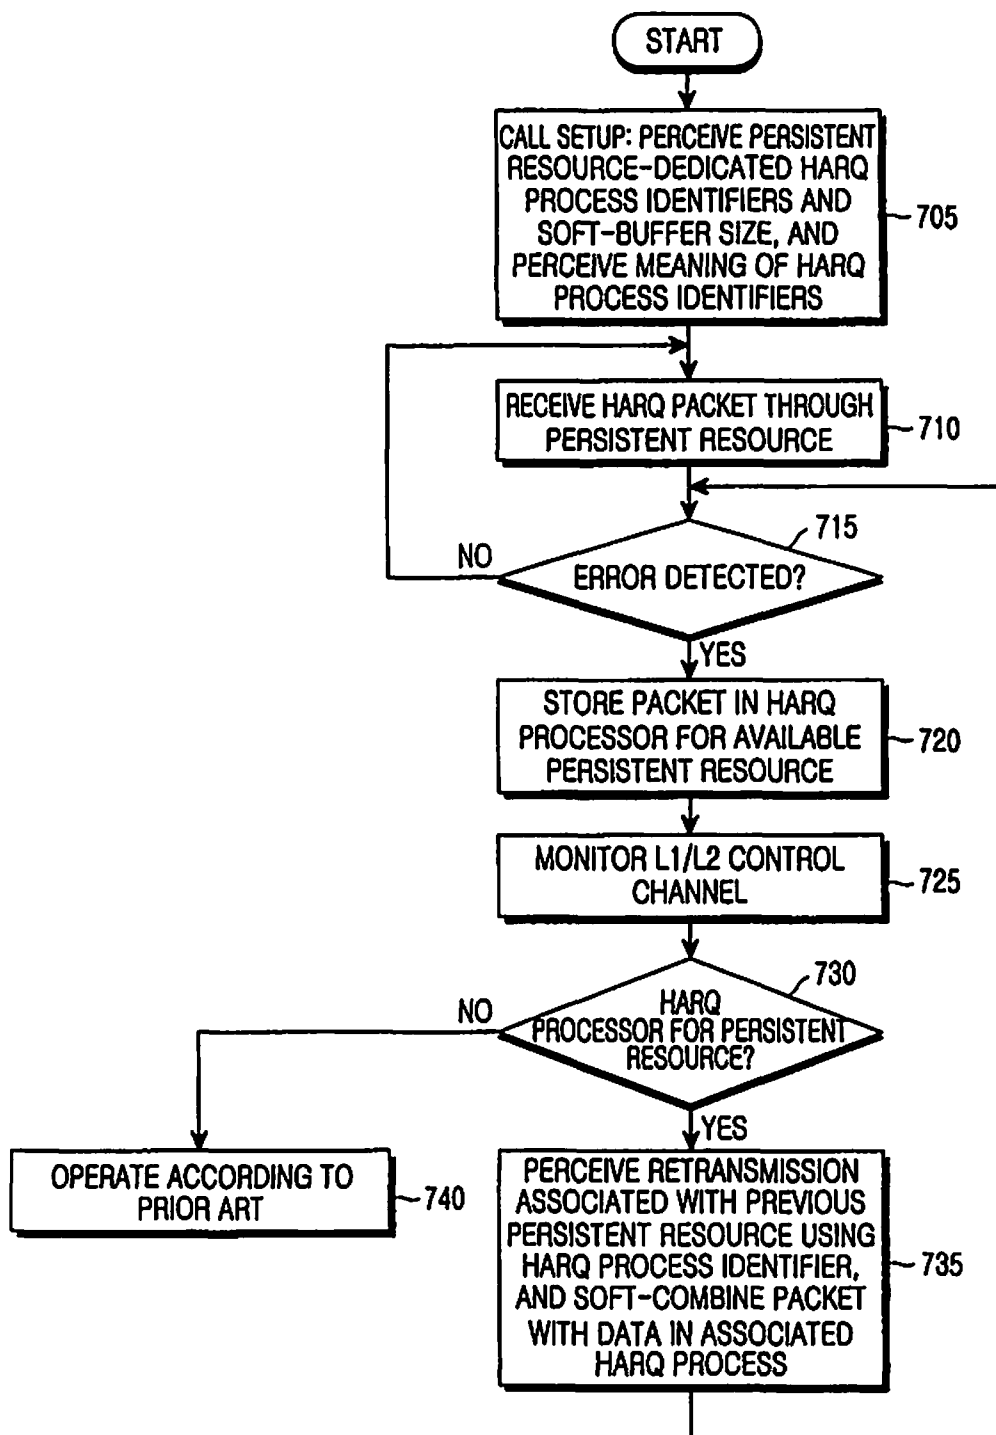 START
CALL SETUP: PERCEIVE PERSISTENT
RESOURCE-DEDICATED HARQ
PROCESS IDENTIFIERS AND
SOFT-BUFFER SIZE, AND
PERCEIVE MEANING OF HARQ
PROCESS IDENTIFIERS
705
RECEIVE HARQ PACKET THROUGH
PERSISTENT RESOURCE
710
715
NO
ERROR DETECTED?
YES
STORE PACKET IN HARQ
PROCESSOR FOR AVAILABLE
PERSISTENT RESOURCE
720
MONITOR L1/L2 CONTROL
CHANNEL
725
730
NO
HARQ
PROCESSOR FOR PERSISTENT
RESOURCE?
YES
OPERATE ACCORDING TO
PRIOR ART
740
PERCEIVE RETRANSMISSION
ASSOCIATED WITH PREVIOUS
PERSISTENT RESOURCE USING
HARQ PROCESS IDENTIFIER,
AND SOFT-COMBINE PACKET
WITH DATA IN ASSOCIATED
HARQ PROCESS
735